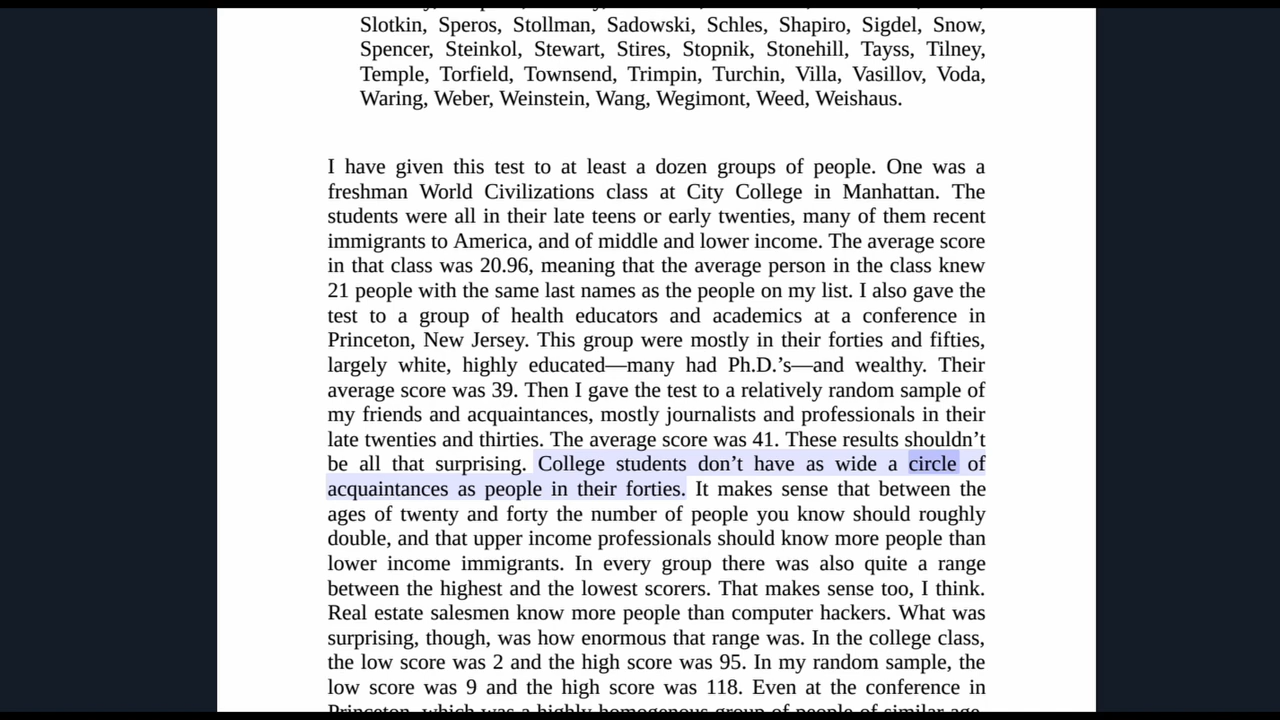 Slotkin, Speros, Stollman, Sadowski, Schles, Shapiro, Sigdel, Snow,
Spencer, Steinkol, Stewart, Stires, Stopnik, Stonehill, Tayss, Tilney,
Temple, Torfield, Townsend, Trimpin, Turchin, Villa, Vasillov, Voda,
Waring, Weber, Weinstein, Wang, Wegimont, Weed, Weishaus.
I have given this test to at least a dozen groups of people. One was a
freshman World Civilizations class at City College in Manhattan. The
students were all in their late teens or early twenties, many of them recent
immigrants to America, and of middle and lower income. The average score
in that class was 20.96, meaning that the average person in the class knew
21 people with the same last names as the people on my list. I also gave the
test to a group of health educators and academics at a conference in
Princeton, New Jersey. This group were mostly in their forties and fifties,
largely white, highly educated—many had Ph.D.’s—and wealthy. Their
average score was 39. Then I gave the test to a relatively random sample of
my friends and acquaintances, mostly journalists and professionals in their
late twenties and thirties. The average score was 41. These results shouldn’t
be all that surprising. College students don’t have as wide a circle of
acquaintances as people in their forties. It makes sense that between the
ages of twenty and forty the number of people you know should roughly
double, and that upper income professionals should know more people than
lower income immigrants. In every group there was also quite a range
between the highest and the lowest scorers. That makes sense too, I think.
Real estate salesmen know more people than computer hackers. What was
surprising, though, was how enormous that range was. In the college class,
the low score was 2 and the high score was 95. In my random sample, the
low score was 9 and the high score was 118. Even at the conference in
Princeton, which was a highly homogenous group of people of similar age,